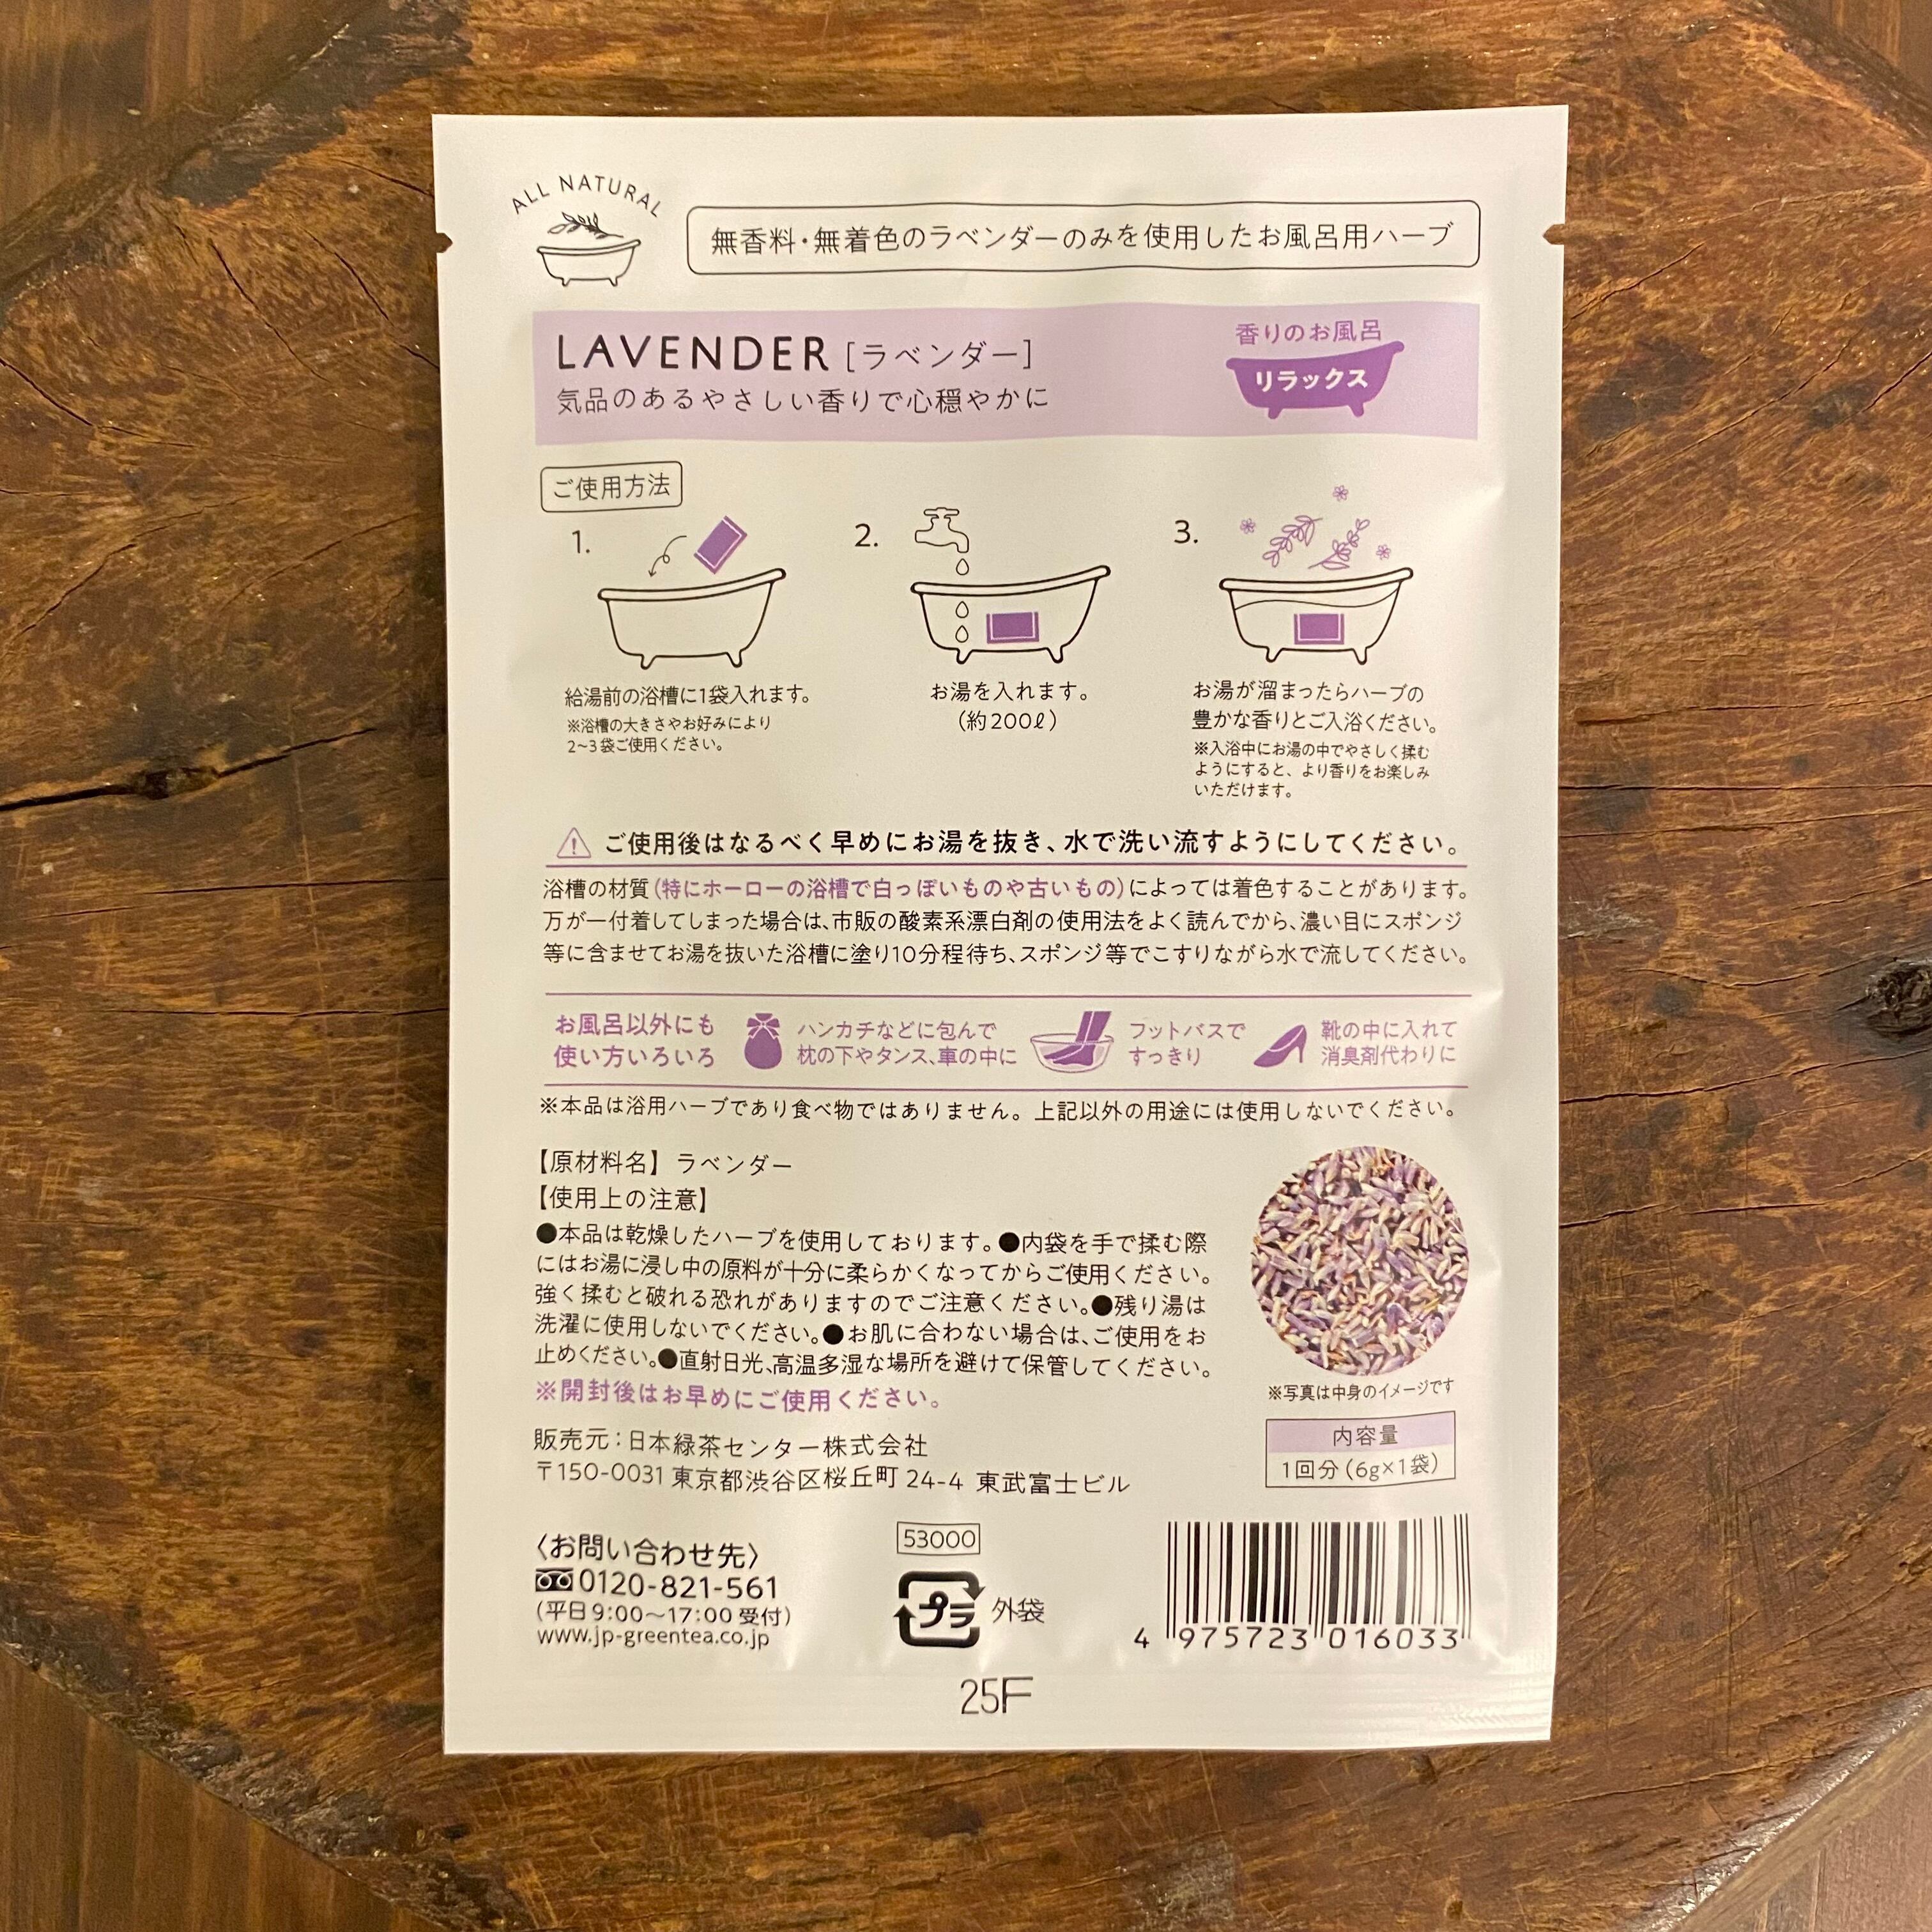 ALL NATURAL
無香料・無着色のラベンダーのみを使用したお風呂用ハーブ
LAVENDER [ラベンダー]
気品のあるやさしい香りで心穏やかに
香りのお風呂
リラックス
ご使用方法
1.
給湯前の浴槽に1袋入れます。
※浴槽の大きさやお好みにより
2~3袋ご使用ください。
2.
お湯を入れます。
(約200ℓ)
3.
お湯が溜まったらハーブの
豊かな香りとご入浴ください。
※入浴中にお湯の中でやさしく揉む
ようにすると、より香りをお楽しみ
いただけます。
ご使用後はなるべく早めにお湯を抜き、水で洗い流すようにしてください。
浴槽の材質(特にホーローの浴槽で白っぽいものや古いもの)によっては着色することがあります。
万が一付着してしまった場合は、市販の酸素系漂白剤の使用法をよく読んでから、濃い目にスポンジ
等に含ませてお湯を抜いた浴槽に塗り10分程待ち、スポンジ等でこすりながら水で流してください。
お風呂以外にも
使い方いろいろ
ハンカチなどに包んで
枕の下やタンス、車の中に
フットバスで
すっきり
靴の中に入れて
消臭剤代わりに
※本品は浴用ハーブであり食べ物ではありません。上記以外の用途には使用しないでください。
【原材料名】ラベンダー
【使用上の注意】
●本品は乾燥したハーブを使用しております。●内袋を手で揉む際
にはお湯に浸し中の原料が十分に柔らかくなってからご使用ください。
強く揉むと破れる恐れがありますのでご注意ください。●残り湯は
洗濯に使用しないでください。●お肌に合わない場合は、ご使用をお
止めください。●直射日光、高温多湿な場所を避けて保管してください。
※開封後はお早めにご使用ください。
※写真は中身のイメージです
内容量
1回分(6g×1袋)
販売元:日本緑茶センター株式会社
〒150-0031 東京都渋谷区桜丘町 24-4 東武富士ビル
〈お問い合わせ先〉
0120-821-561
(平日9:00〜17:00受付)
www.jp-greentea.co.jp
53000
プラ 外袋
4 975723 016033
25F